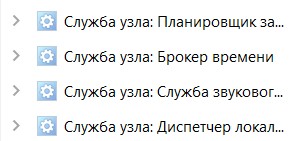 Служба узла: Планировщик за...
Служба узла: Брокер времени
Служба узла: Служба звуковог...
Служба узла: Диспетчер локал...